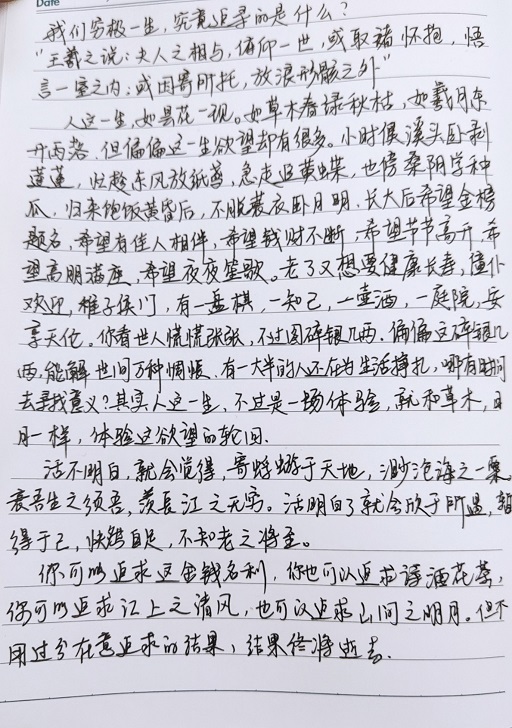 Date
我们穷极一生，究竟追寻的是什么？
“王羲之说：夫人之相与，俯仰一世，或取诸怀抱，悟
言一室之内；或因寄所托，放浪形骸之外”
人这一生，如昙花一现。如草木春绿秋枯，如羲月东
升西落，但偏偏这一生欲望却有很多。小时候溪头卧剥
莲蓬，忙趁东风放纸鸢，急走追黄蝶，也傍桑阴学种
瓜，归来饱饭黄昏后，不脱蓑衣卧月明。长大后希望金榜
题名，希望有佳人相伴，希望钱财不断，希望节节高升，希
望高朋满座，希望夜夜笙歌。老了又想要健康长寿，僮仆
欢迎，稚子侯门，有一盏棋，一知己，一壶酒，一庭院，安
享天伦。你看世人慌慌张张，不过图碎银几两。偏偏这碎银几
两，能解世间万种惆怅，有一大半的人还在为生活挣扎，哪有时间
去寻找意义？其实人这一生，不过是一场体验，就和草木，日
月一样，体验这欲望的轮回。
活不明白，就会觉得，寄蜉蝣于天地，渺沧海之一粟。
哀吾生之须臾，羡长江之无穷。活明白了就会欣于所遇，暂
得于己，快然自足，不知老之将至。
你可以追求这金钱名利，你也可以追求诗酒花茶，
你可以追求江上之清风，也可以追求山间之明月。但不
用过分在意追求的结果，结果终将逝去。